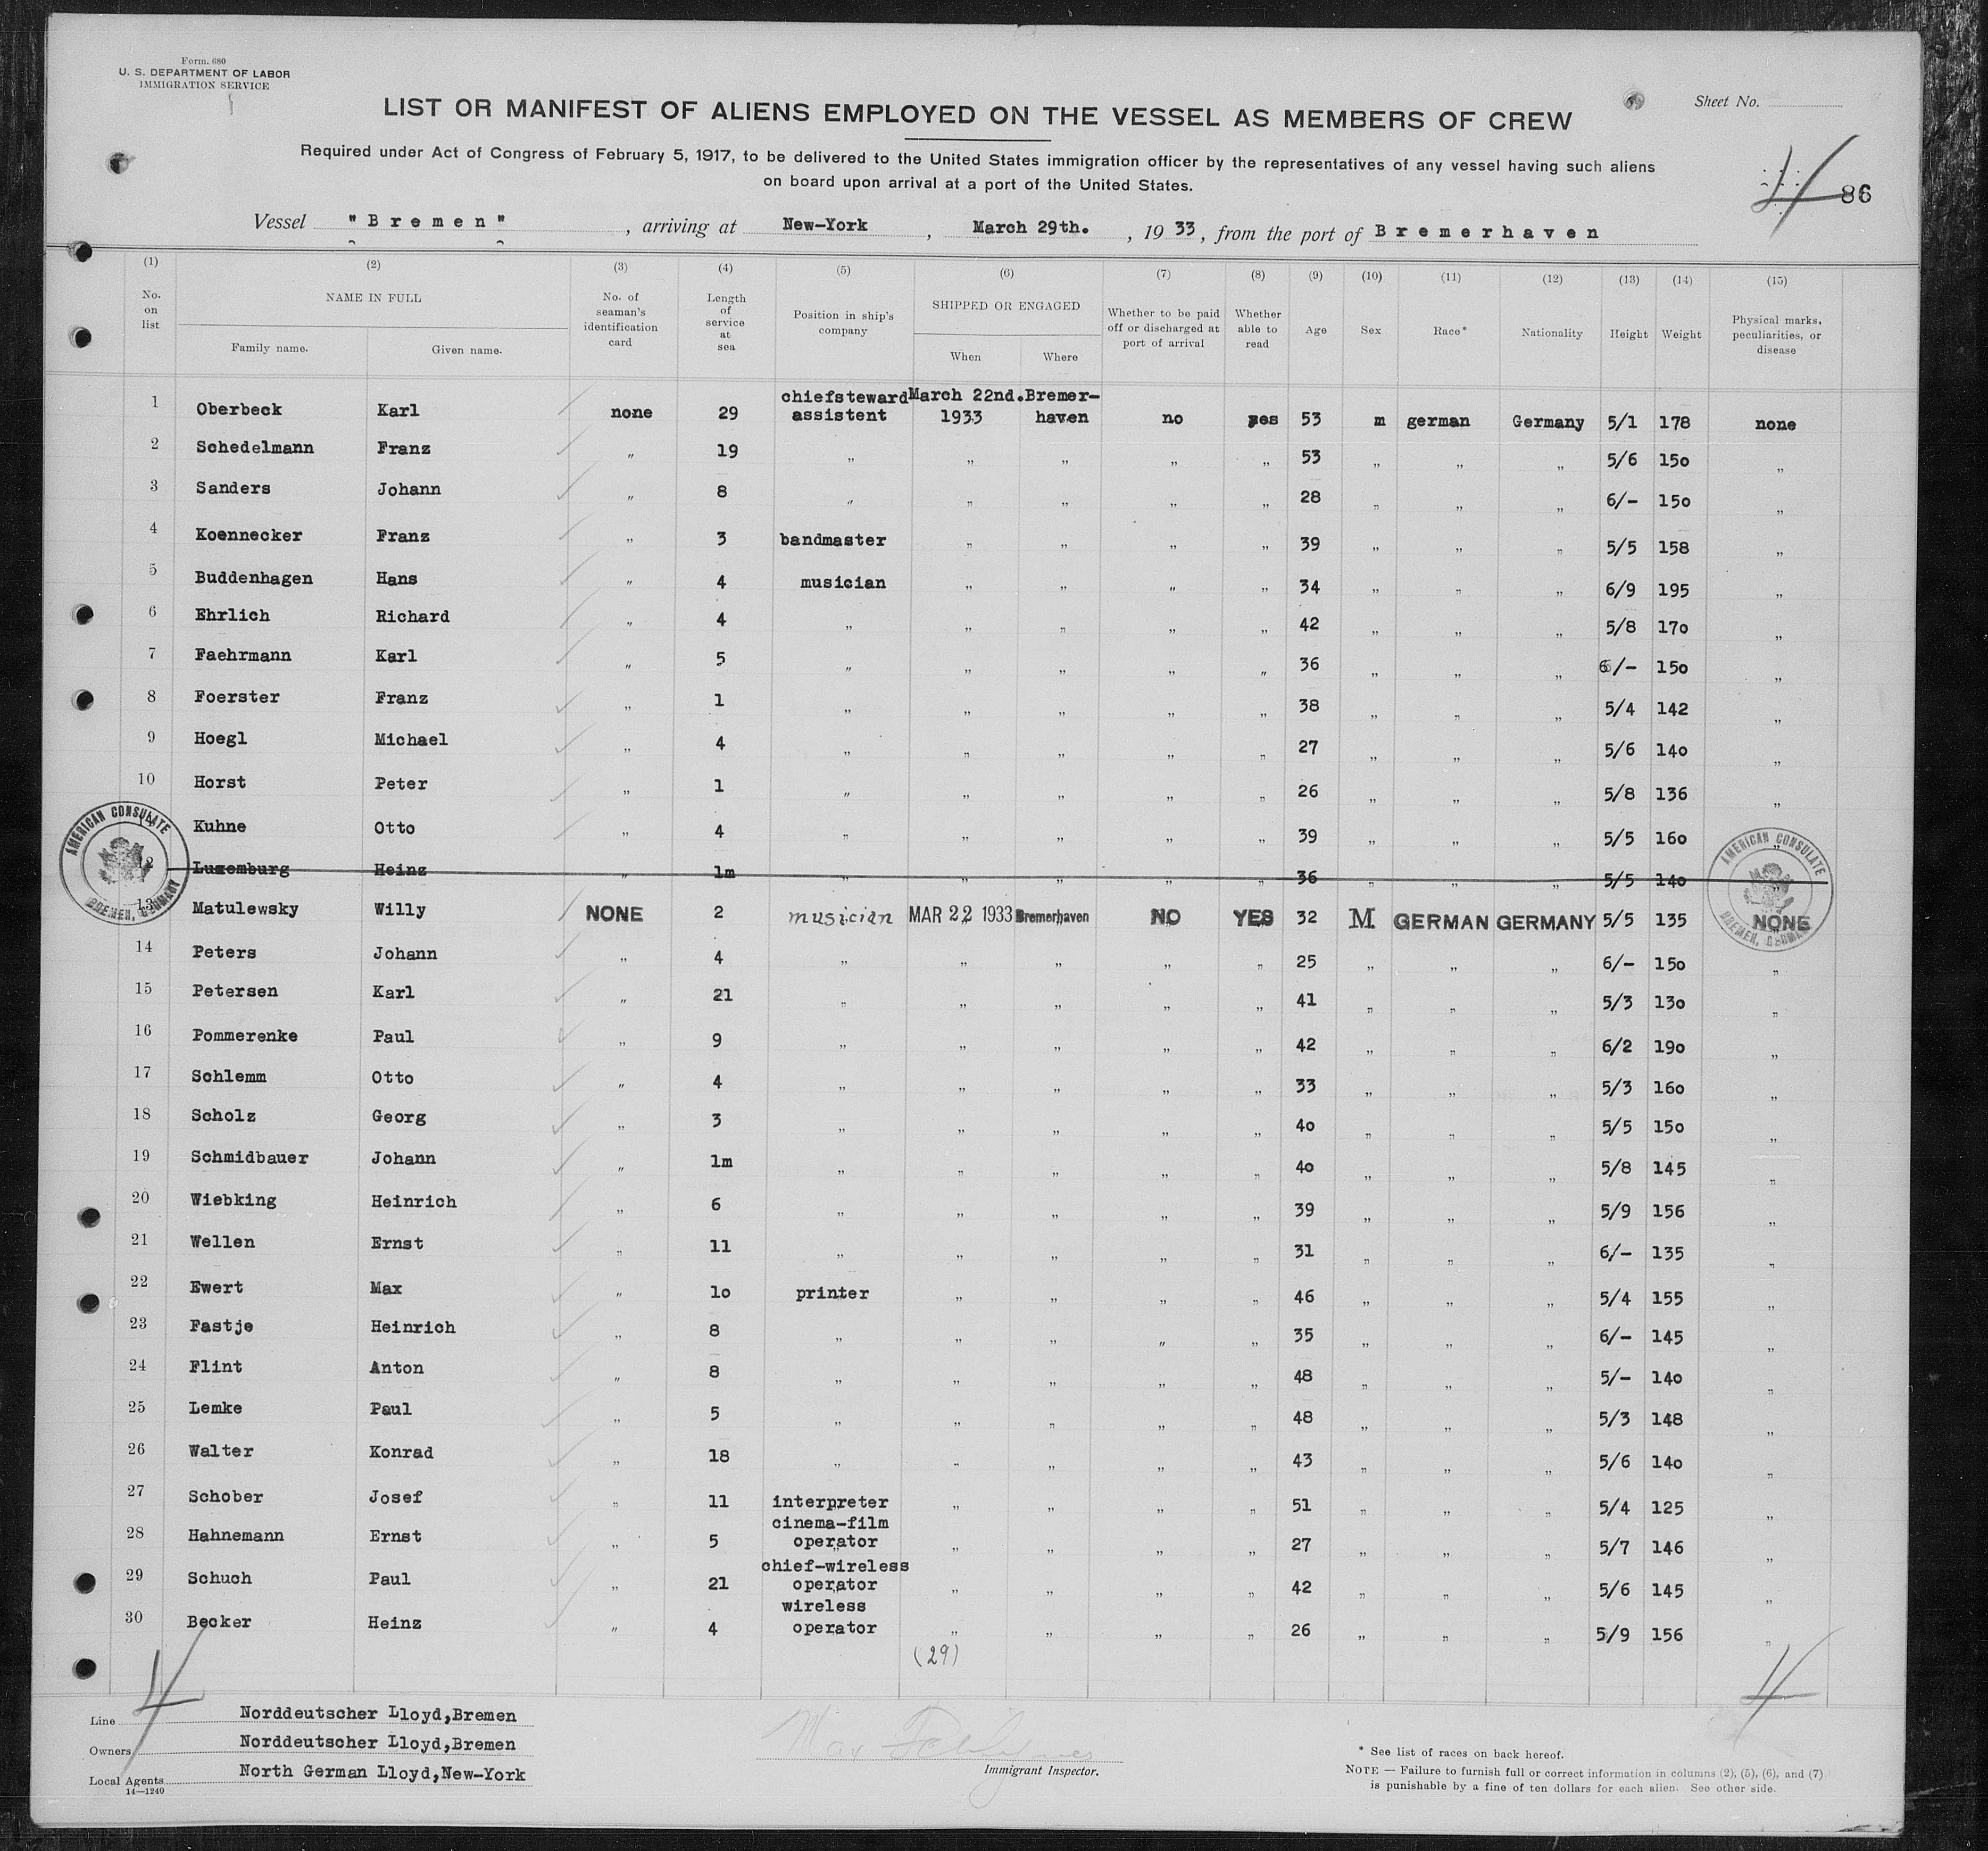 Form. 680
U. S. DEPARTMENT OF LABOR
IMMIGRATION SERVICE
LIST OR MANIFEST OF ALIENS EMPLOYED ON THE VESSEL AS MEMBERS OF CREW
Sheet No.
Required under Act of Congress of February 5, 1917, to be delivered to the United States immigration officer by the representatives of any vessel having such aliens
on board upon arrival at a port of the United States.
86
Vessel "Bremen", arriving at New-York, March 29th., 1933, from the port of Bremerhaven
(1) (2) (3) (4) (5) (6) (7) (8) (9) (10) (11) (12) (13) (14) (15)
No. on list NAME IN FULL Family name. Given name. No. of seaman's identification card Length of service at sea Position in ship's company SHIPPED OR ENGAGED When Where Whether to be paid off or discharged at port of arrival Whether able to read Age Sex Race* Nationality Height Weight Physical marks, peculiarities, or disease
1 Oberbeck Karl none 29 chiefsteward assistent March 22nd. 1933 Bremer-haven no yes 53 m german Germany 5/1 178 none
2 Schedelmann Franz " 19 " " " " " 53 " " " 5/6 150 "
3 Sanders Johann " 8 " " " " " 28 " " " 6/- 150 "
4 Koennecker Franz " 3 bandmaster " " " " 39 " " " 5/5 158 "
5 Buddenhagen Hans " 4 musician " " " " 34 " " " 6/9 195 "
6 Ehrlich Richard " 4 " " " " " 42 " " " 5/8 170 "
7 Faehrmann Karl " 5 " " " " " 36 " " " 6/- 150 "
8 Foerster Franz " 1 " " " " " 38 " " " 5/4 142 "
9 Hoegl Michael " 4 " " " " " 27 " " " 5/6 140 "
10 Horst Peter " 1 " " " " " 26 " " " 5/8 136 "
Kuhne Otto " 4 " " " " " 39 " " " 5/5 160 "
12 Luxemburg Heinz " 1m " " " " " 36 " " " 5/5 140 "
13 Matulewsky Willy NONE 2 musician MAR 22 1933 Bremerhaven NO YES 32 M GERMAN GERMANY 5/5 135 NONE
AMERICAN CONSULATE BREMEN, GERMANY
AMERICAN CONSULATE BREMEN, GERMANY
14 Peters Johann " 4 " " " " " 25 " " " 6/- 150 "
15 Petersen Karl " 21 " " " " " 41 " " " 5/3 130 "
16 Pommerenke Paul " 9 " " " " " 42 " " " 6/2 190 "
17 Schlemm Otto " 4 " " " " " 33 " " " 5/3 160 "
18 Scholz Georg " 3 " " " " " 40 " " " 5/5 150 "
19 Schmidbauer Johann " 1m " " " " " 40 " " " 5/8 145 "
20 Wiebking Heinrich " 6 " " " " " 39 " " " 5/9 156 "
21 Wellen Ernst " 11 " " " " " 31 " " " 6/- 135 "
22 Ewert Max " 10 printer " " " " 46 " " " 5/4 155 "
23 Fastje Heinrich " 8 " " " " " 35 " " " 6/- 145 "
24 Flint Anton " 8 " " " " " 48 " " " 5/- 140 "
25 Lemke Paul " 5 " " " " " 48 " " " 5/3 148 "
26 Walter Konrad " 18 " " " " " 43 " " " 5/6 140 "
27 Schober Josef " 11 interpreter " " " " 51 " " " 5/4 125 "
28 Hahnemann Ernst " 5 cinema-film operator " " " " 27 " " " 5/7 146 "
29 Schuch Paul " 21 chief-wireless operator " " " " 42 " " " 5/6 145 "
30 Becker Heinz " 4 wireless operator " " " " 26 " " " 5/9 156 "
(29)
Line Norddeutscher Lloyd,Bremen
Owners Norddeutscher Lloyd,Bremen
Local Agents North German Lloyd,New-York
14—1240
Immigrant Inspector.
* See list of races on back hereof.
NOTE — Failure to furnish full or correct information in columns (2), (5), (6), and (7)
is punishable by a fine of ten dollars for each alien. See other side.